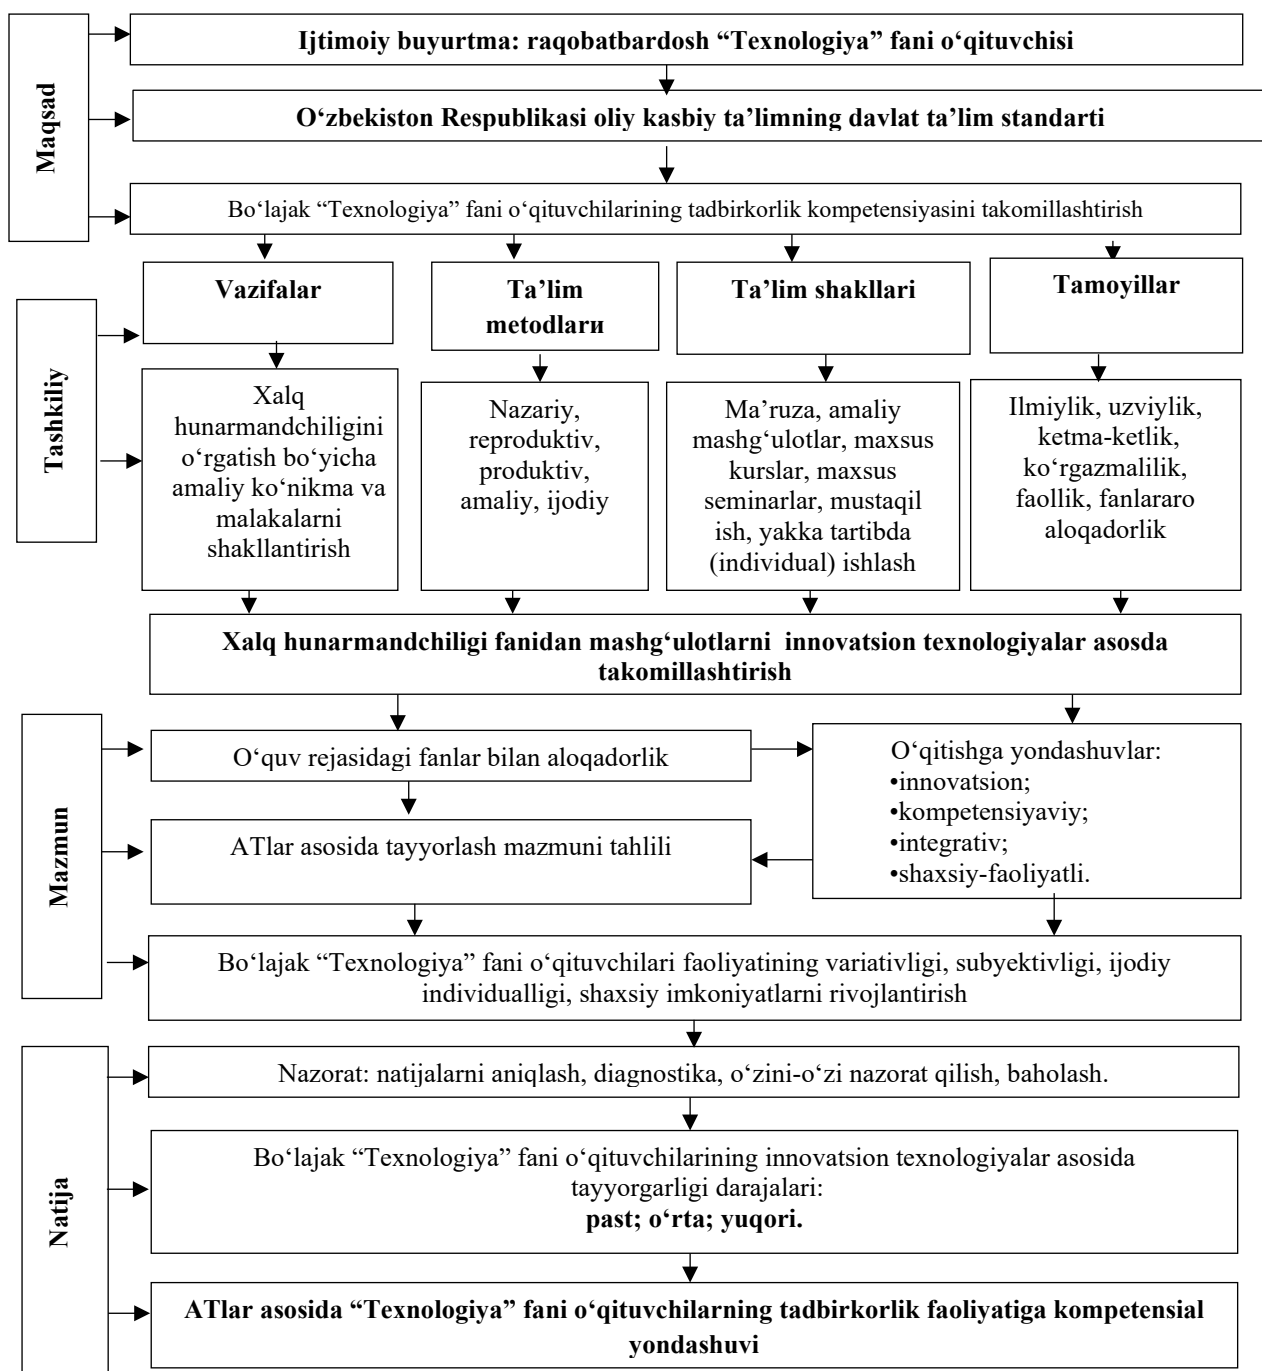 Maqsad
Ijtimoiy buyurtma: raqobatbardosh “Texnologiya” fani o‘qituvchisi
O‘zbekiston Respublikasi oliy kasbiy ta’limning davlat ta’lim standarti
Bo‘lajak “Texnologiya” fani o‘qituvchilarining tadbirkorlik kompetensiyasini takomillashtirish
Tashkiliy
Vazifalar
Ta’lim
metodlarи
Ta’lim shakllari
Tamoyillar
Xalq
hunarmandchiligini
o‘rgatish bo‘yicha
amaliy ko‘nikma va
malakalarni
shakllantirish
Nazariy,
reproduktiv,
produktiv,
amaliy, ijodiy
Ma’ruza, amaliy
mashg‘ulotlar, maxsus
kurslar, maxsus
seminarlar, mustaqil
ish, yakka tartibda
(individual) ishlash
Ilmiylik, uzviylik,
ketma-ketlik,
ko‘rgazmalilik,
faollik, fanlararo
aloqadorlik
Xalq hunarmandchiligi fanidan mashg‘ulotlarni innovatsion texnologiyalar asosda
takomillashtirish
Mazmun
O‘quv rejasidagi fanlar bilan aloqadorlik
ATlar asosida tayyorlash mazmuni tahlili
O‘qitishga yondashuvlar:
•innovatsion;
•kompetensiyaviy;
•integrativ;
•shaxsiy-faoliyatli.
Bo‘lajak “Texnologiya” fani o‘qituvchilari faoliyatining variativligi, subyektivligi, ijodiy
individualligi, shaxsiy imkoniyatlarni rivojlantirish
Natija
Nazorat: natijalarni aniqlash, diagnostika, o‘zini-o‘zi nazorat qilish, baholash.
Bo‘lajak “Texnologiya” fani o‘qituvchilarining innovatsion texnologiyalar asosida
tayyorgarligi darajalari:
past; o‘rta; yuqori.
ATlar asosida “Texnologiya” fani o‘qituvchilarning tadbirkorlik faoliyatiga kompetensial
yondashuvi